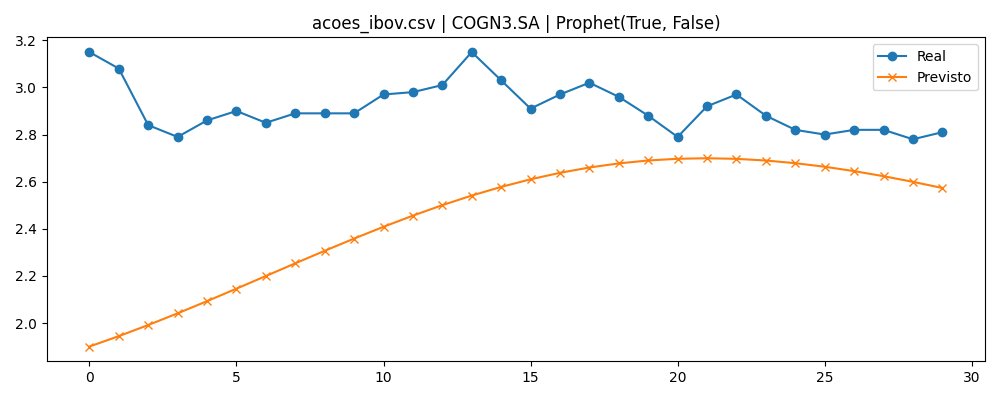 acoes_ibov.csv | COGN3.SA | Prophet(True, False)
Real
Previsto
3.2
3.0
2.8
2.6
2.4
2.2
2.0
0 5 10 15 20 25 30